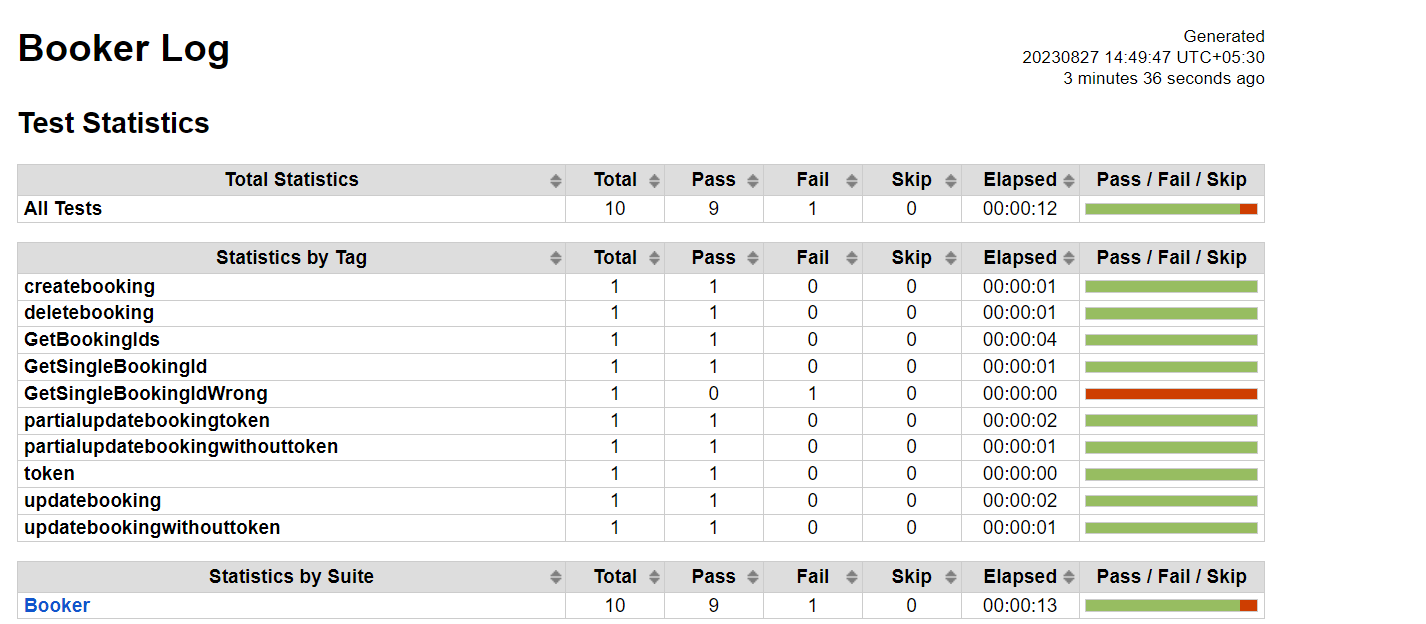 Booker Log
Generated
20230827 14:49:47 UTC+05:30
3 minutes 36 seconds ago
Test Statistics
Total Statistics Total Pass Fail Skip Elapsed Pass / Fail / Skip
All Tests 10 9 1 0 00:00:12
Statistics by Tag Total Pass Fail Skip Elapsed Pass / Fail / Skip
createbooking 1 1 0 0 00:00:01
deletebooking 1 1 0 0 00:00:01
GetBookingIds 1 1 0 0 00:00:04
GetSingleBookingId 1 1 0 0 00:00:01
GetSingleBookingIdWrong 1 0 1 0 00:00:00
partialupdatebookingtoken 1 1 0 0 00:00:02
partialupdatebookingwithouttoken 1 1 0 0 00:00:01
token 1 1 0 0 00:00:00
updatebooking 1 1 0 0 00:00:02
updatebookingwithouttoken 1 1 0 0 00:00:01
Statistics by Suite Total Pass Fail Skip Elapsed Pass / Fail / Skip
Booker 10 9 1 0 00:00:13